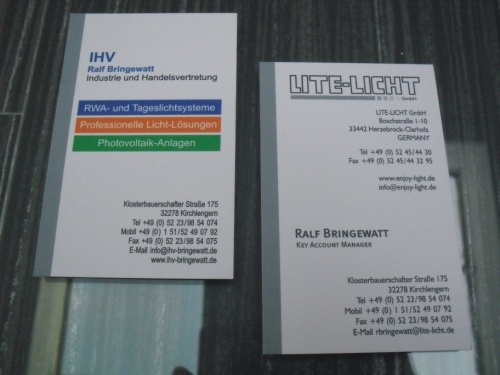 IHV
Ralf Bringewatt
Industrie und Handelsvertretung
RWA- und Tageslichtsysteme
Professionelle Licht-Lösungen
Photovoltaik-Anlagen
Klosterbauerschafter Straße 175
32278 Kirchlengern
Tel +49 (0) 52 23/98 54 074
Mobil +49 (0) 1 51/52 49 07 92
Fax +49 (0) 52 23/98 54 075
E-Mail info@ihv-bringewatt.de
www.ihv-bringewatt.de
LITE-LICHT
GmbH
LITE-LICHT GmbH
Boschstraße 1-10
33442 Herzebrock-Clarholz
GERMANY
Tel +49 (0) 52 45/44 30
Fax +49 (0) 52 45/44 32 95
www.enjoy-light.de
info@enjoy-light.de
RALF BRINGEWATT
KEY ACCOUNT MANAGER
Klosterbauerschafter Straße 175
32278 Kirchlengern
Tel +49 (0) 52 23/98 54 074
Mobil +49 (0) 1 51/52 49 07 92
Fax +49 (0) 52 23/98 54 075
E-Mail rbringewatt@lite-licht.de